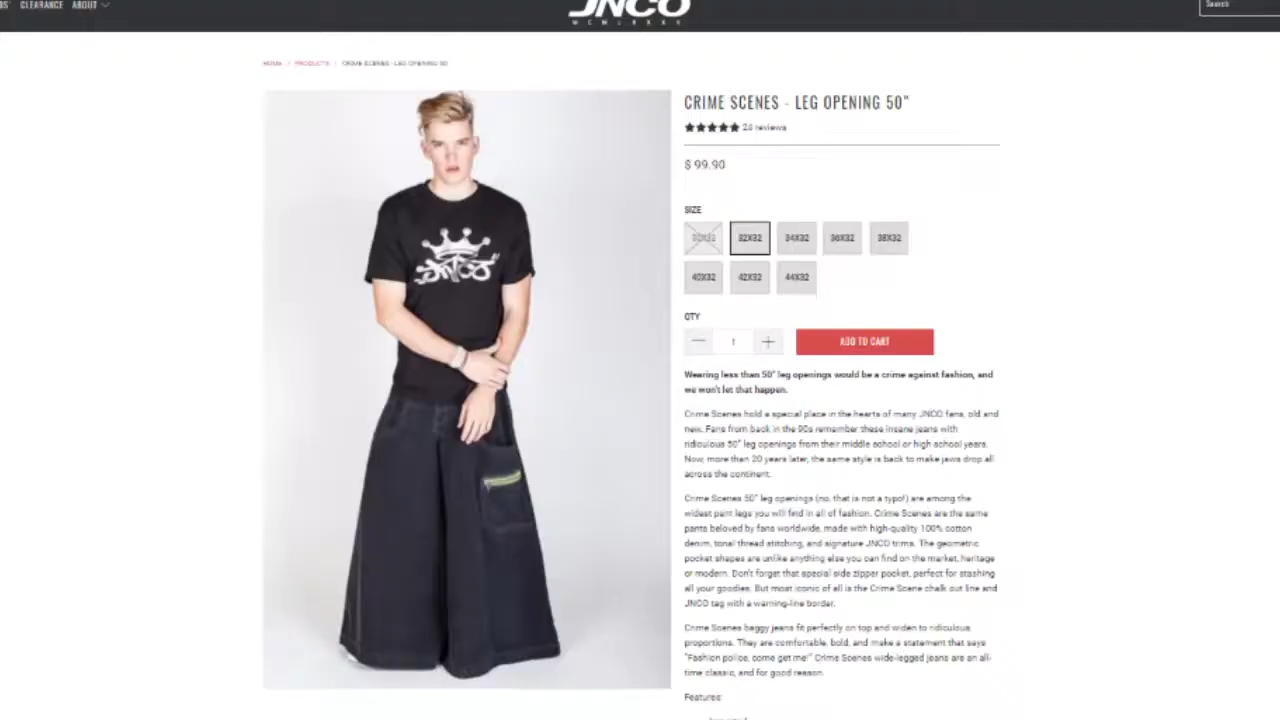 CLEARANCE ABOUT
JNCO
MCMLXXXV
Search
HOME / PRODUCTS / CRIME SCENES - LEG OPENING 50
CRIME SCENES - LEG OPENING 50"
reviews
$ 99.90
SIZE
32X32 34X32 36X32 38X32
40X32 42X32 44X32
QTY
1
ADD TO CART
JNCO
Wearing less than 50" leg openings would be a crime against fashion, and
we won't let that happen.
Crime Scenes hold a special place in the hearts of many JNCO fans, old and
new. Fans from back in the 90s remember these insane jeans with
ridiculous 50" leg openings from their middle school or high school years.
Now, more than 20 years later, the same style is back to make jaws drop all
across the continent.
Crime Scenes 50" leg openings (no, that is not a typo!) are among the
widest pant legs you will find in all of fashion. Crime Scenes are the same
pants beloved by fans worldwide, made with high-quality 100% cotton
denim, tonal thread stitching, and signature JNCO trims. The geometric
pocket shapes are unlike anything else you can find on the market, heritage
or modern. Don't forget that special side zipper pocket, perfect for stashing
all your goodies. But most iconic of all is the Crime Scene chalk out line and
JNCO tag with a warning-line border.
Crime Scenes baggy jeans fit perfectly on top and widen to ridiculous
proportions. They are comfortable, bold, and make a statement that says
"Fashion police, come get me!" Crime Scenes wide-legged jeans are an all-
time classic, and for good reason.
Features: